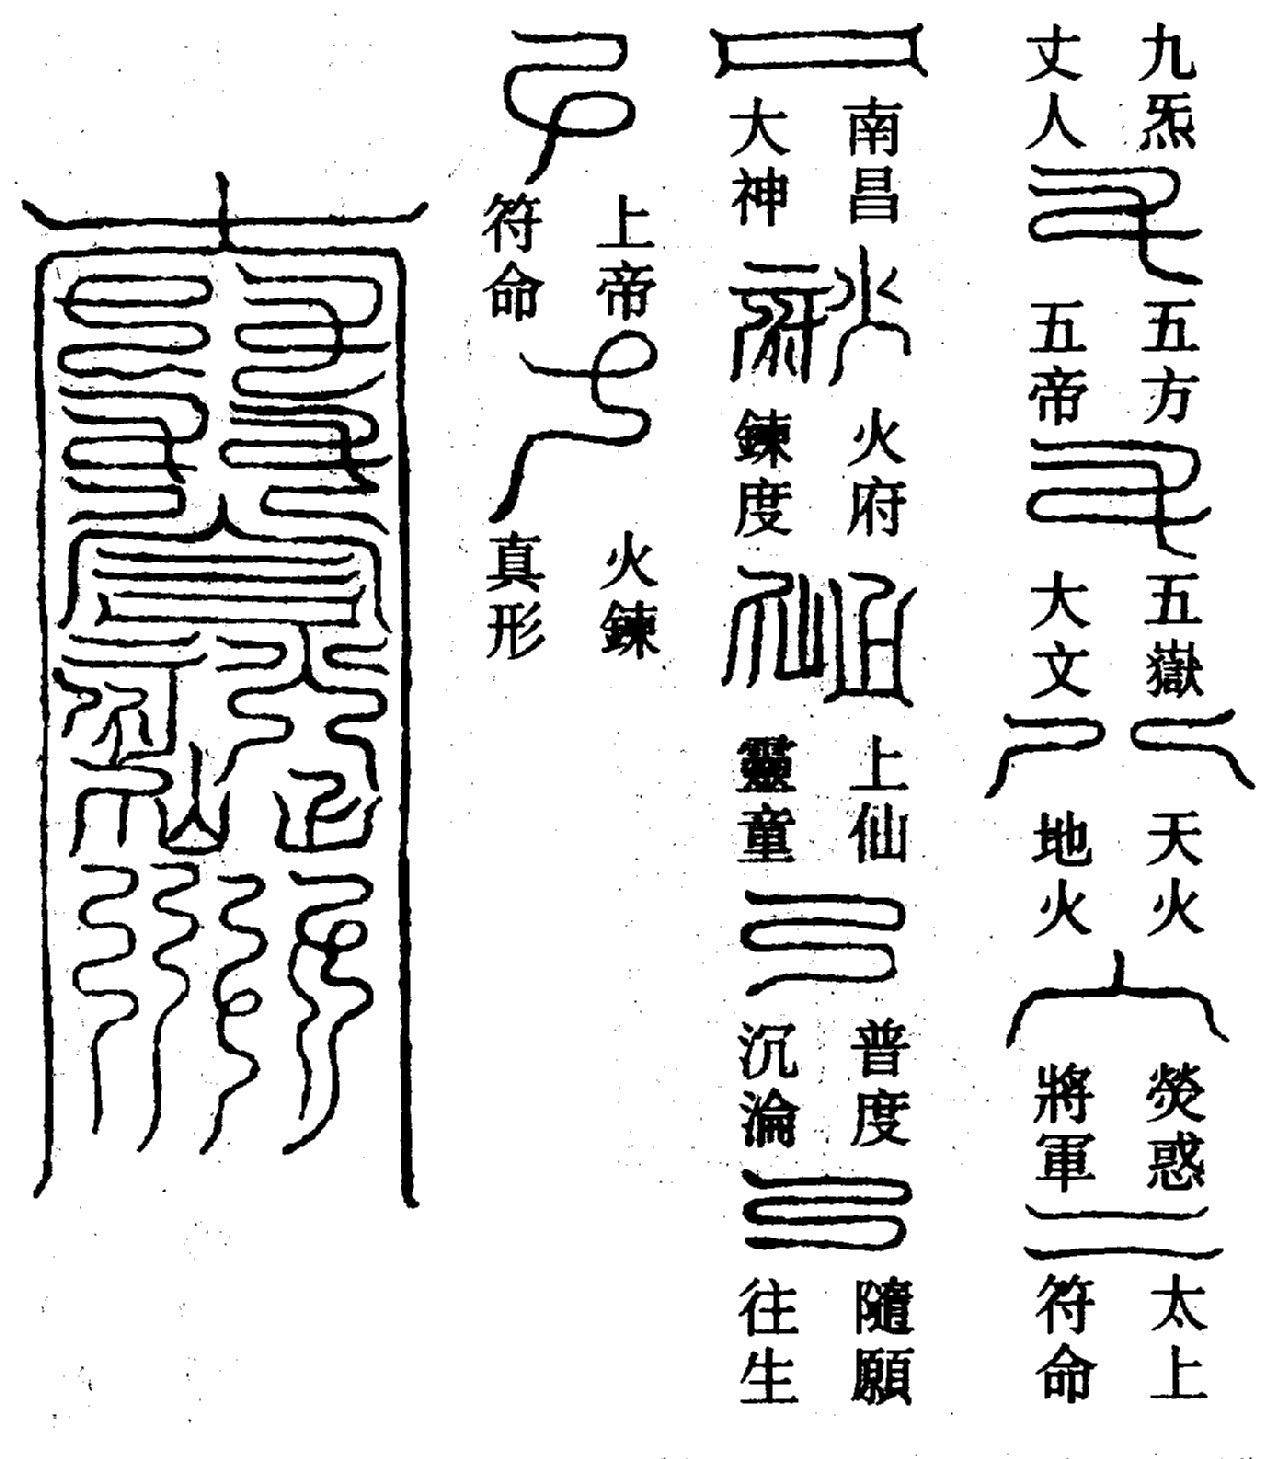 九炁丈人
五方五帝
五嶽大文
天火地火
熒惑將軍
太上符命
南昌大神
火府鍊度
上仙靈童
普度沉淪
隨願往生
上帝符命
火鍊真形